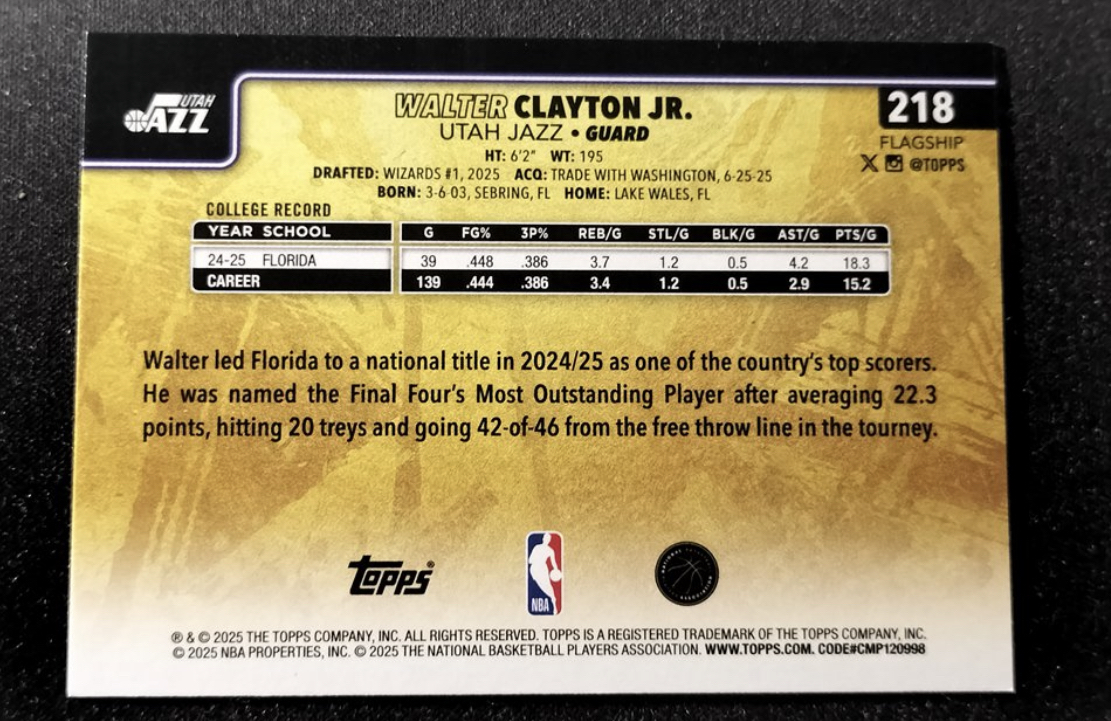 UTAH
JAZZ
WALTER CLAYTON JR.
218
UTAH JAZZ • GUARD
FLAGSHIP
HT: 6'2" WT: 195
X @TOPPS
DRAFTED: WIZARDS #1, 2025 ACQ: TRADE WITH WASHINGTON, 6-25-25
BORN: 3-6-03, SEBRING, FL HOME: LAKE WALES, FL
COLLEGE RECORD
YEAR SCHOOL G FG% 3P% REB/G STL/G BLK/G AST/G PTS/G
24-25 FLORIDA 39 .448 .386 3.7 1.2 0.5 4.2 18.3
CAREER 139 .444 .386 3.4 1.2 0.5 2.9 15.2
Walter led Florida to a national title in 2024/25 as one of the country's top scorers.
He was named the Final Four's Most Outstanding Player after averaging 22.3
points, hitting 20 treys and going 42-of-46 from the free throw line in the tourney.
topps®
NBA
® & © 2025 THE TOPPS COMPANY, INC. ALL RIGHTS RESERVED. TOPPS IS A REGISTERED TRADEMARK OF THE TOPPS COMPANY, INC.
© 2025 NBA PROPERTIES, INC. © 2025 THE NATIONAL BASKETBALL PLAYERS ASSOCIATION. WWW.TOPPS.COM. CODE#CMP120998